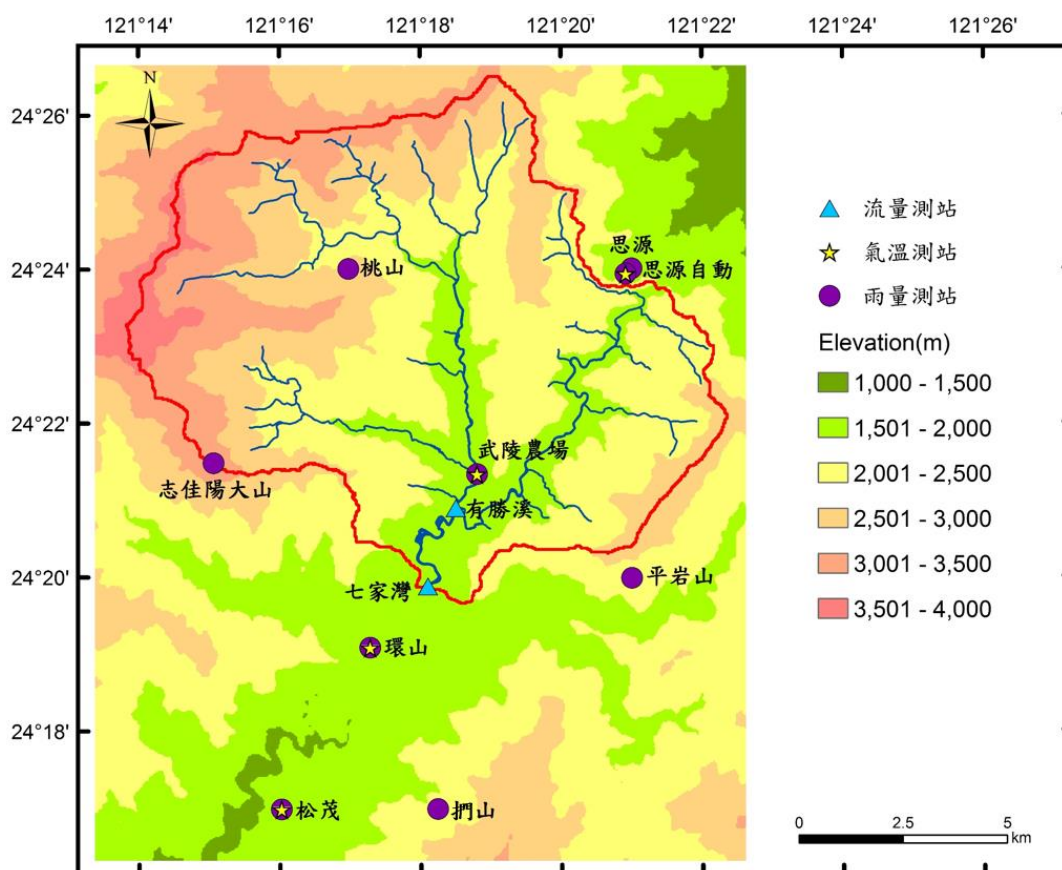 121°14'
121°16'
121°18'
121°20'
121°22'
121°24'
121°26'
N
24°26'
24°24'
24°22'
24°20'
24°18'
思源
思源自動
桃山
武陵農場
志佳陽大山
有勝溪
七家灣
平岩山
環山
松茂
捫山
流量測站
氣溫測站
雨量測站
Elevation(m)
1,000 - 1,500
1,501 - 2,000
2,001 - 2,500
2,501 - 3,000
3,001 - 3,500
3,501 - 4,000
0 2.5 5
km